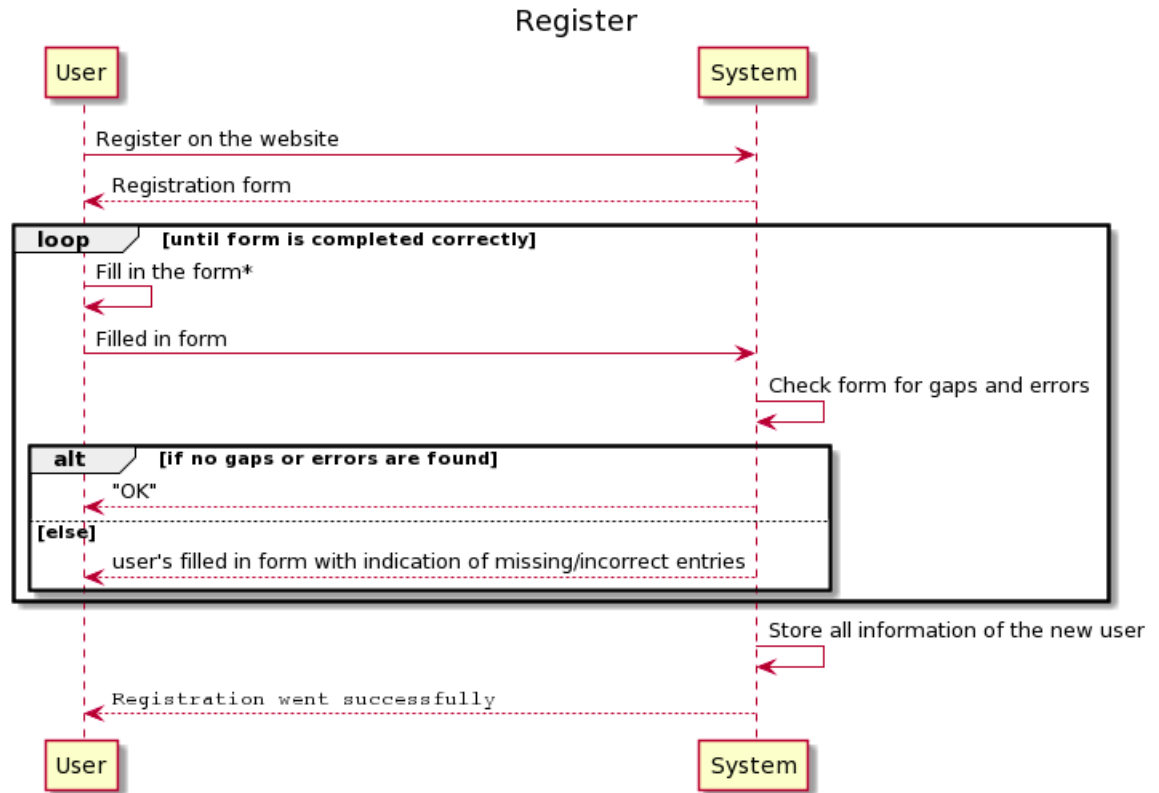 Register
User
System
Register on the website
Registration form
loop [until form is completed correctly]
Fill in the form*
Filled in form
Check form for gaps and errors
alt [if no gaps or errors are found]
"OK"
[else]
user's filled in form with indication of missing/incorrect entries
Store all information of the new user
Registration went successfully
User
System